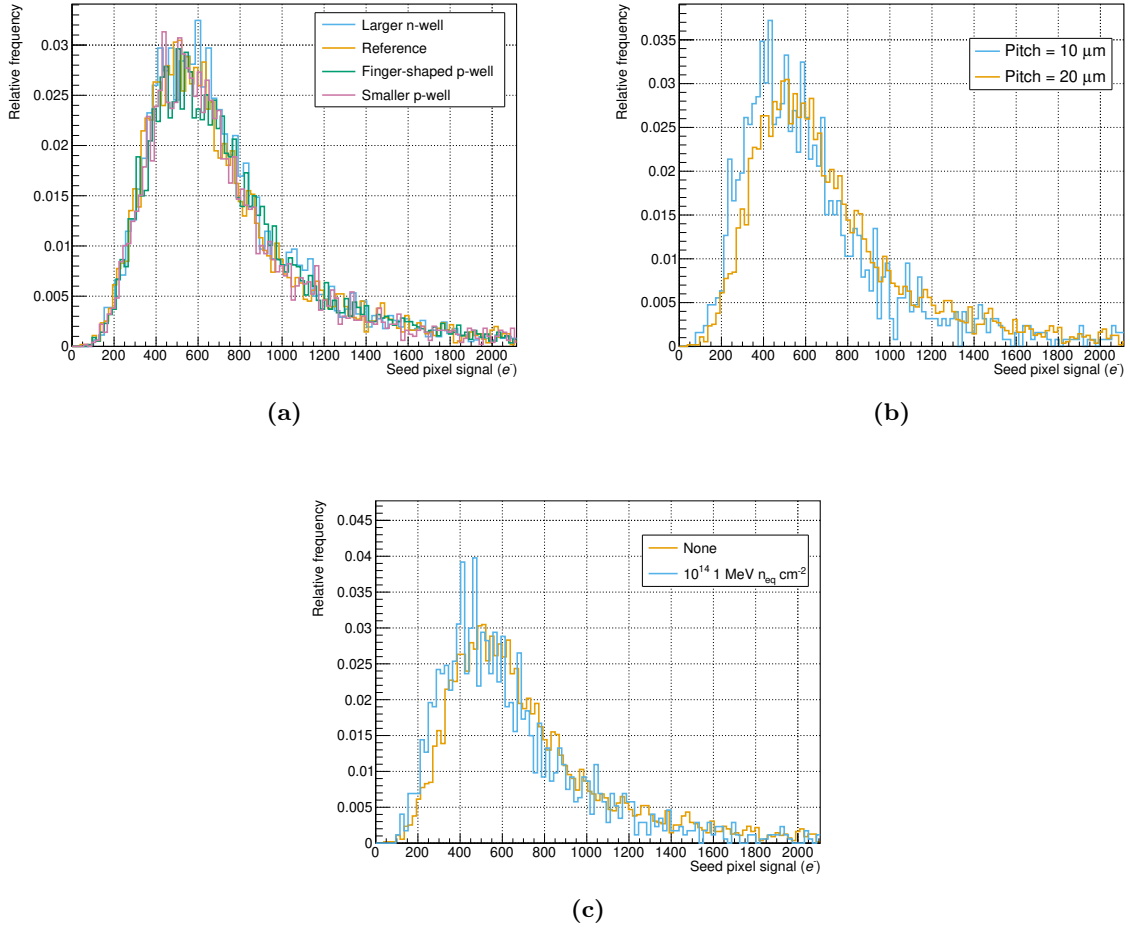 Relative frequency
0.03
0.025
0.02
0.015
0.01
0.005
0
Larger n-well
Reference
Finger-shaped p-well
Smaller p-well
0 200 400 600 800 1000 1200 1400 1600 1800 2000
Seed pixel signal (e⁻)
(a)
Relative frequency
0.035
0.03
0.025
0.02
0.015
0.01
0.005
0
Pitch = 10 μm
Pitch = 20 μm
0 200 400 600 800 1000 1200 1400 1600 1800 2000
Seed pixel signal (e⁻)
(b)
Relative frequency
0.045
0.04
0.035
0.03
0.025
0.02
0.015
0.01
0.005
0
None
10¹⁴ 1 MeV n_eq cm⁻²
0 200 400 600 800 1000 1200 1400 1600 1800 2000
Seed pixel signal (e⁻)
(c)